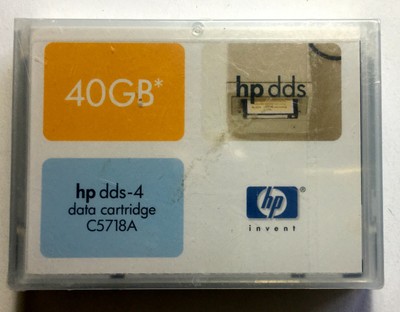 40GB*
hp dds
hp dds-4
data cartridge
C5718A
hp
invent